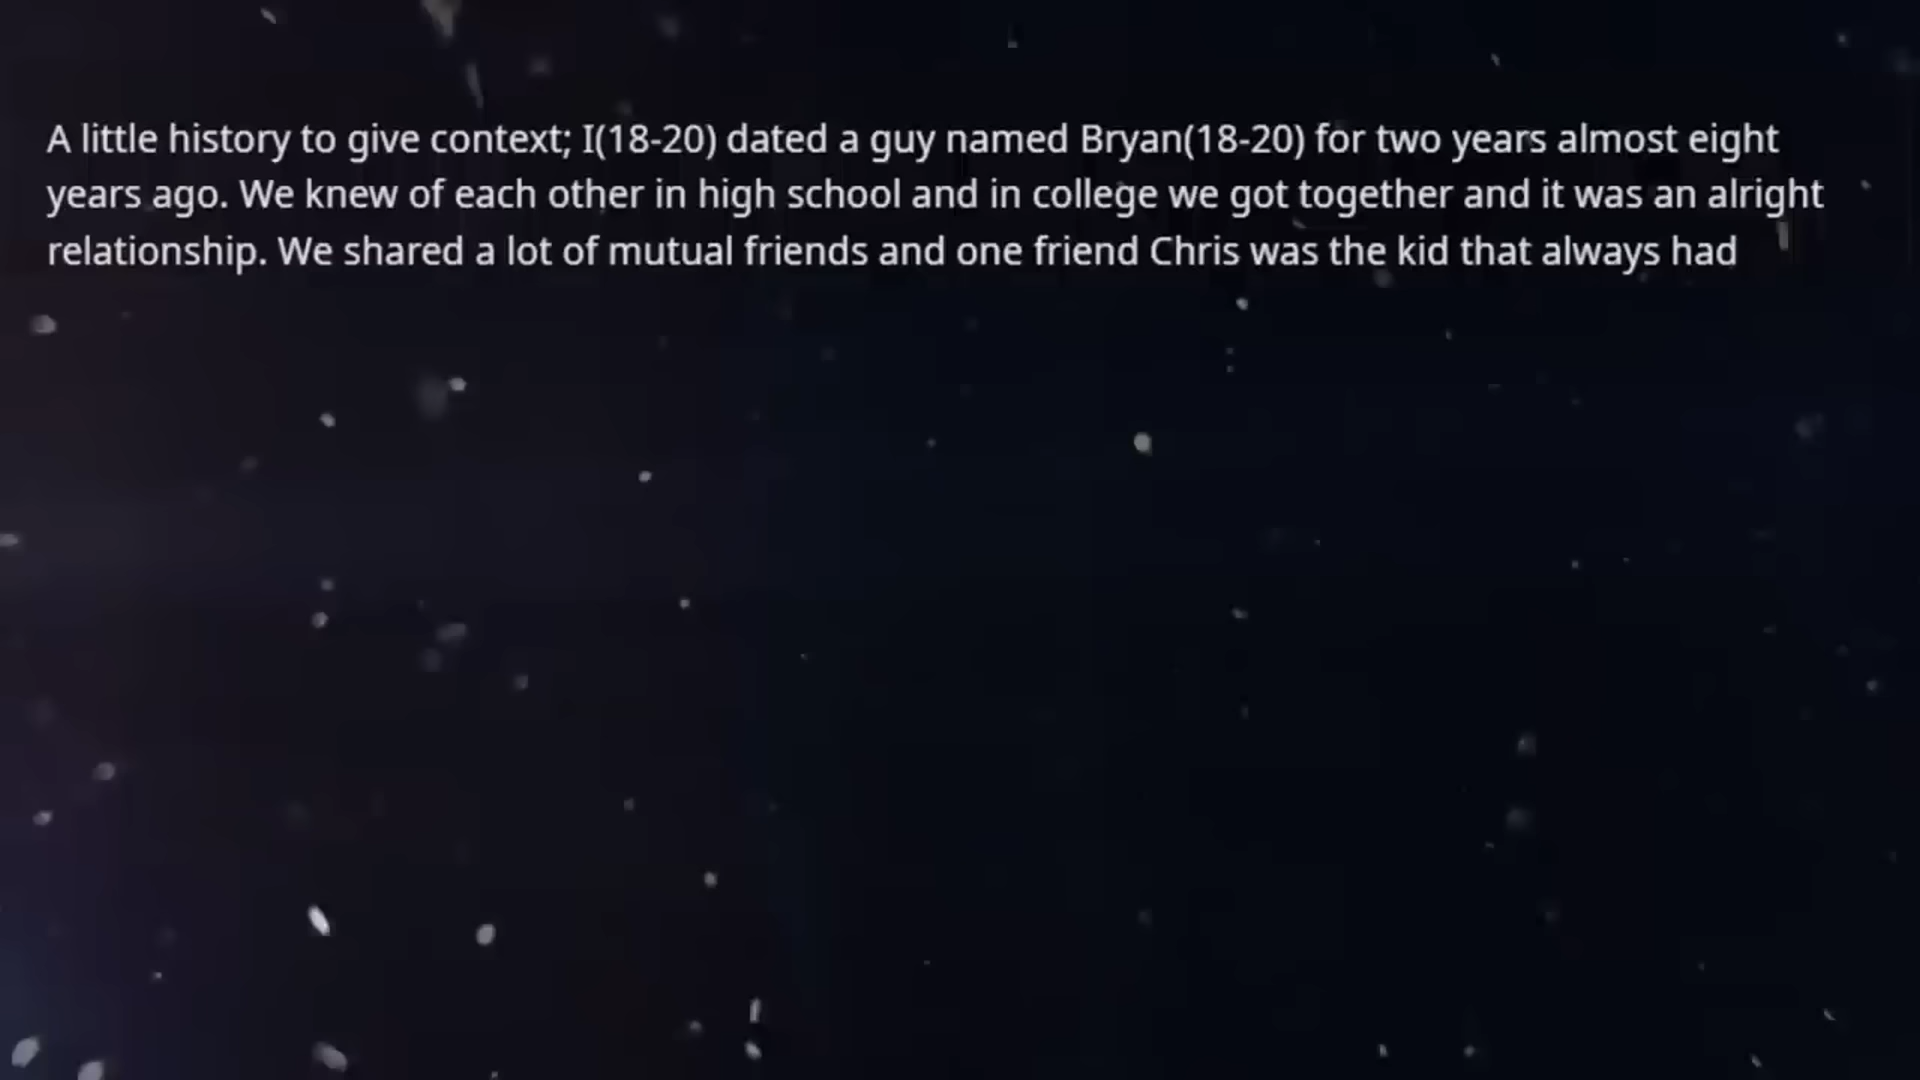 A little history to give context; I(18-20) dated a guy named Bryan(18-20) for two years almost eight
years ago. We knew of each other in high school and in college we got together and it was an alright
relationship. We shared a lot of mutual friends and one friend Chris was the kid that always had